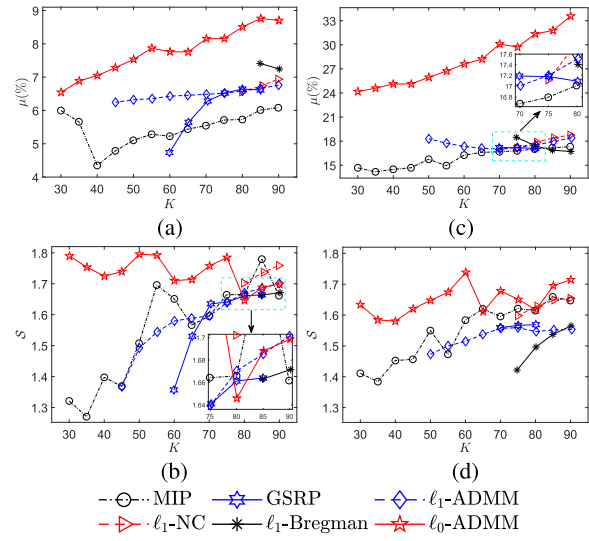 9
8
7
6
5
4
μ(%)
30 40 50 60 70 80 90
K
(a)
33
30
27
24
21
18
15
μ(%)
17.6
17.4
17.2
17
16.8
70 75 80
30 40 50 60 70 80 90
K
(c)
1.8
1.7
1.6
1.5
1.4
1.3
S
1.7
1.68
1.66
1.64
75 80 85 90
30 40 50 60 70 80 90
K
(b)
1.8
1.7
1.6
1.5
1.4
1.3
S
30 40 50 60 70 80 90
K
(d)
MIP GSRP ℓ₁-ADMM
ℓ₁-NC ℓ₁-Bregman ℓ₀-ADMM